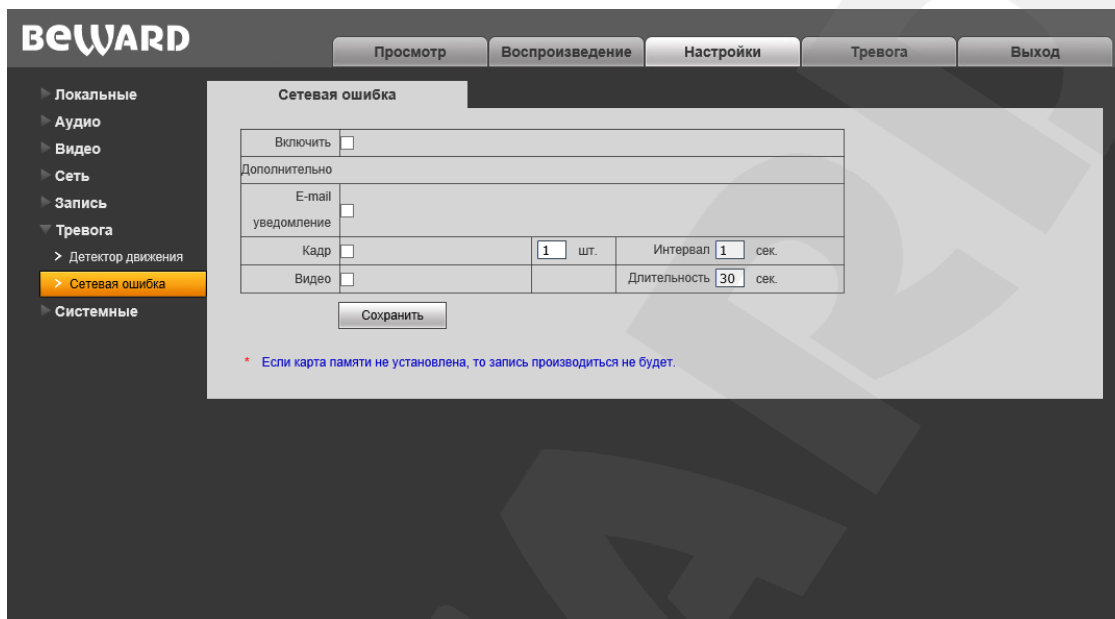 BEWARD
Просмотр Воспроизведение Настройки Тревога Выход
Локальные
Аудио
Видео
Сеть
Запись
Тревога
> Детектор движения
> Сетевая ошибка
Системные
Сетевая ошибка
Включить
Дополнительно
E-mail
уведомление
Кадр 1 шт. Интервал 1 сек.
Видео Длительность 30 сек.
Сохранить
* Если карта памяти не установлена, то запись производиться не будет.